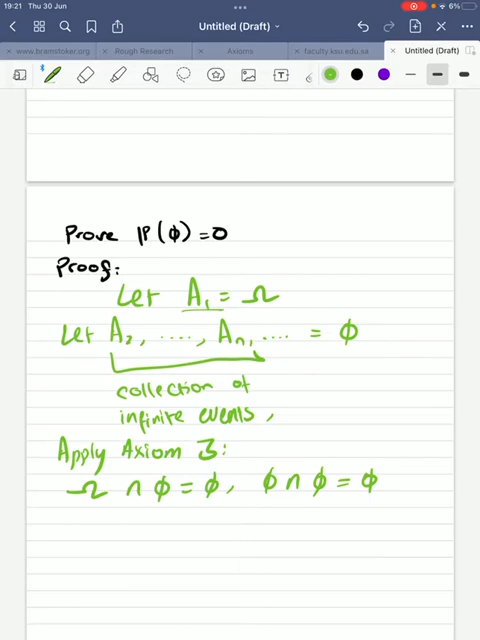 19:21 Thu 30 Jun
6%
Untitled (Draft)
www.bramstoker.org Rough Research Axioms faculty.ksu.edu.sa Untitled (Draft)
Prove ℙ(ϕ) = 0
Proof:
Let A₁ = Ω
Let A₂, ....., Aₙ, .... = ϕ
collection of
infinite events,
Apply Axiom 3:
Ω ∩ ϕ = ϕ, ϕ ∩ ϕ = ϕ